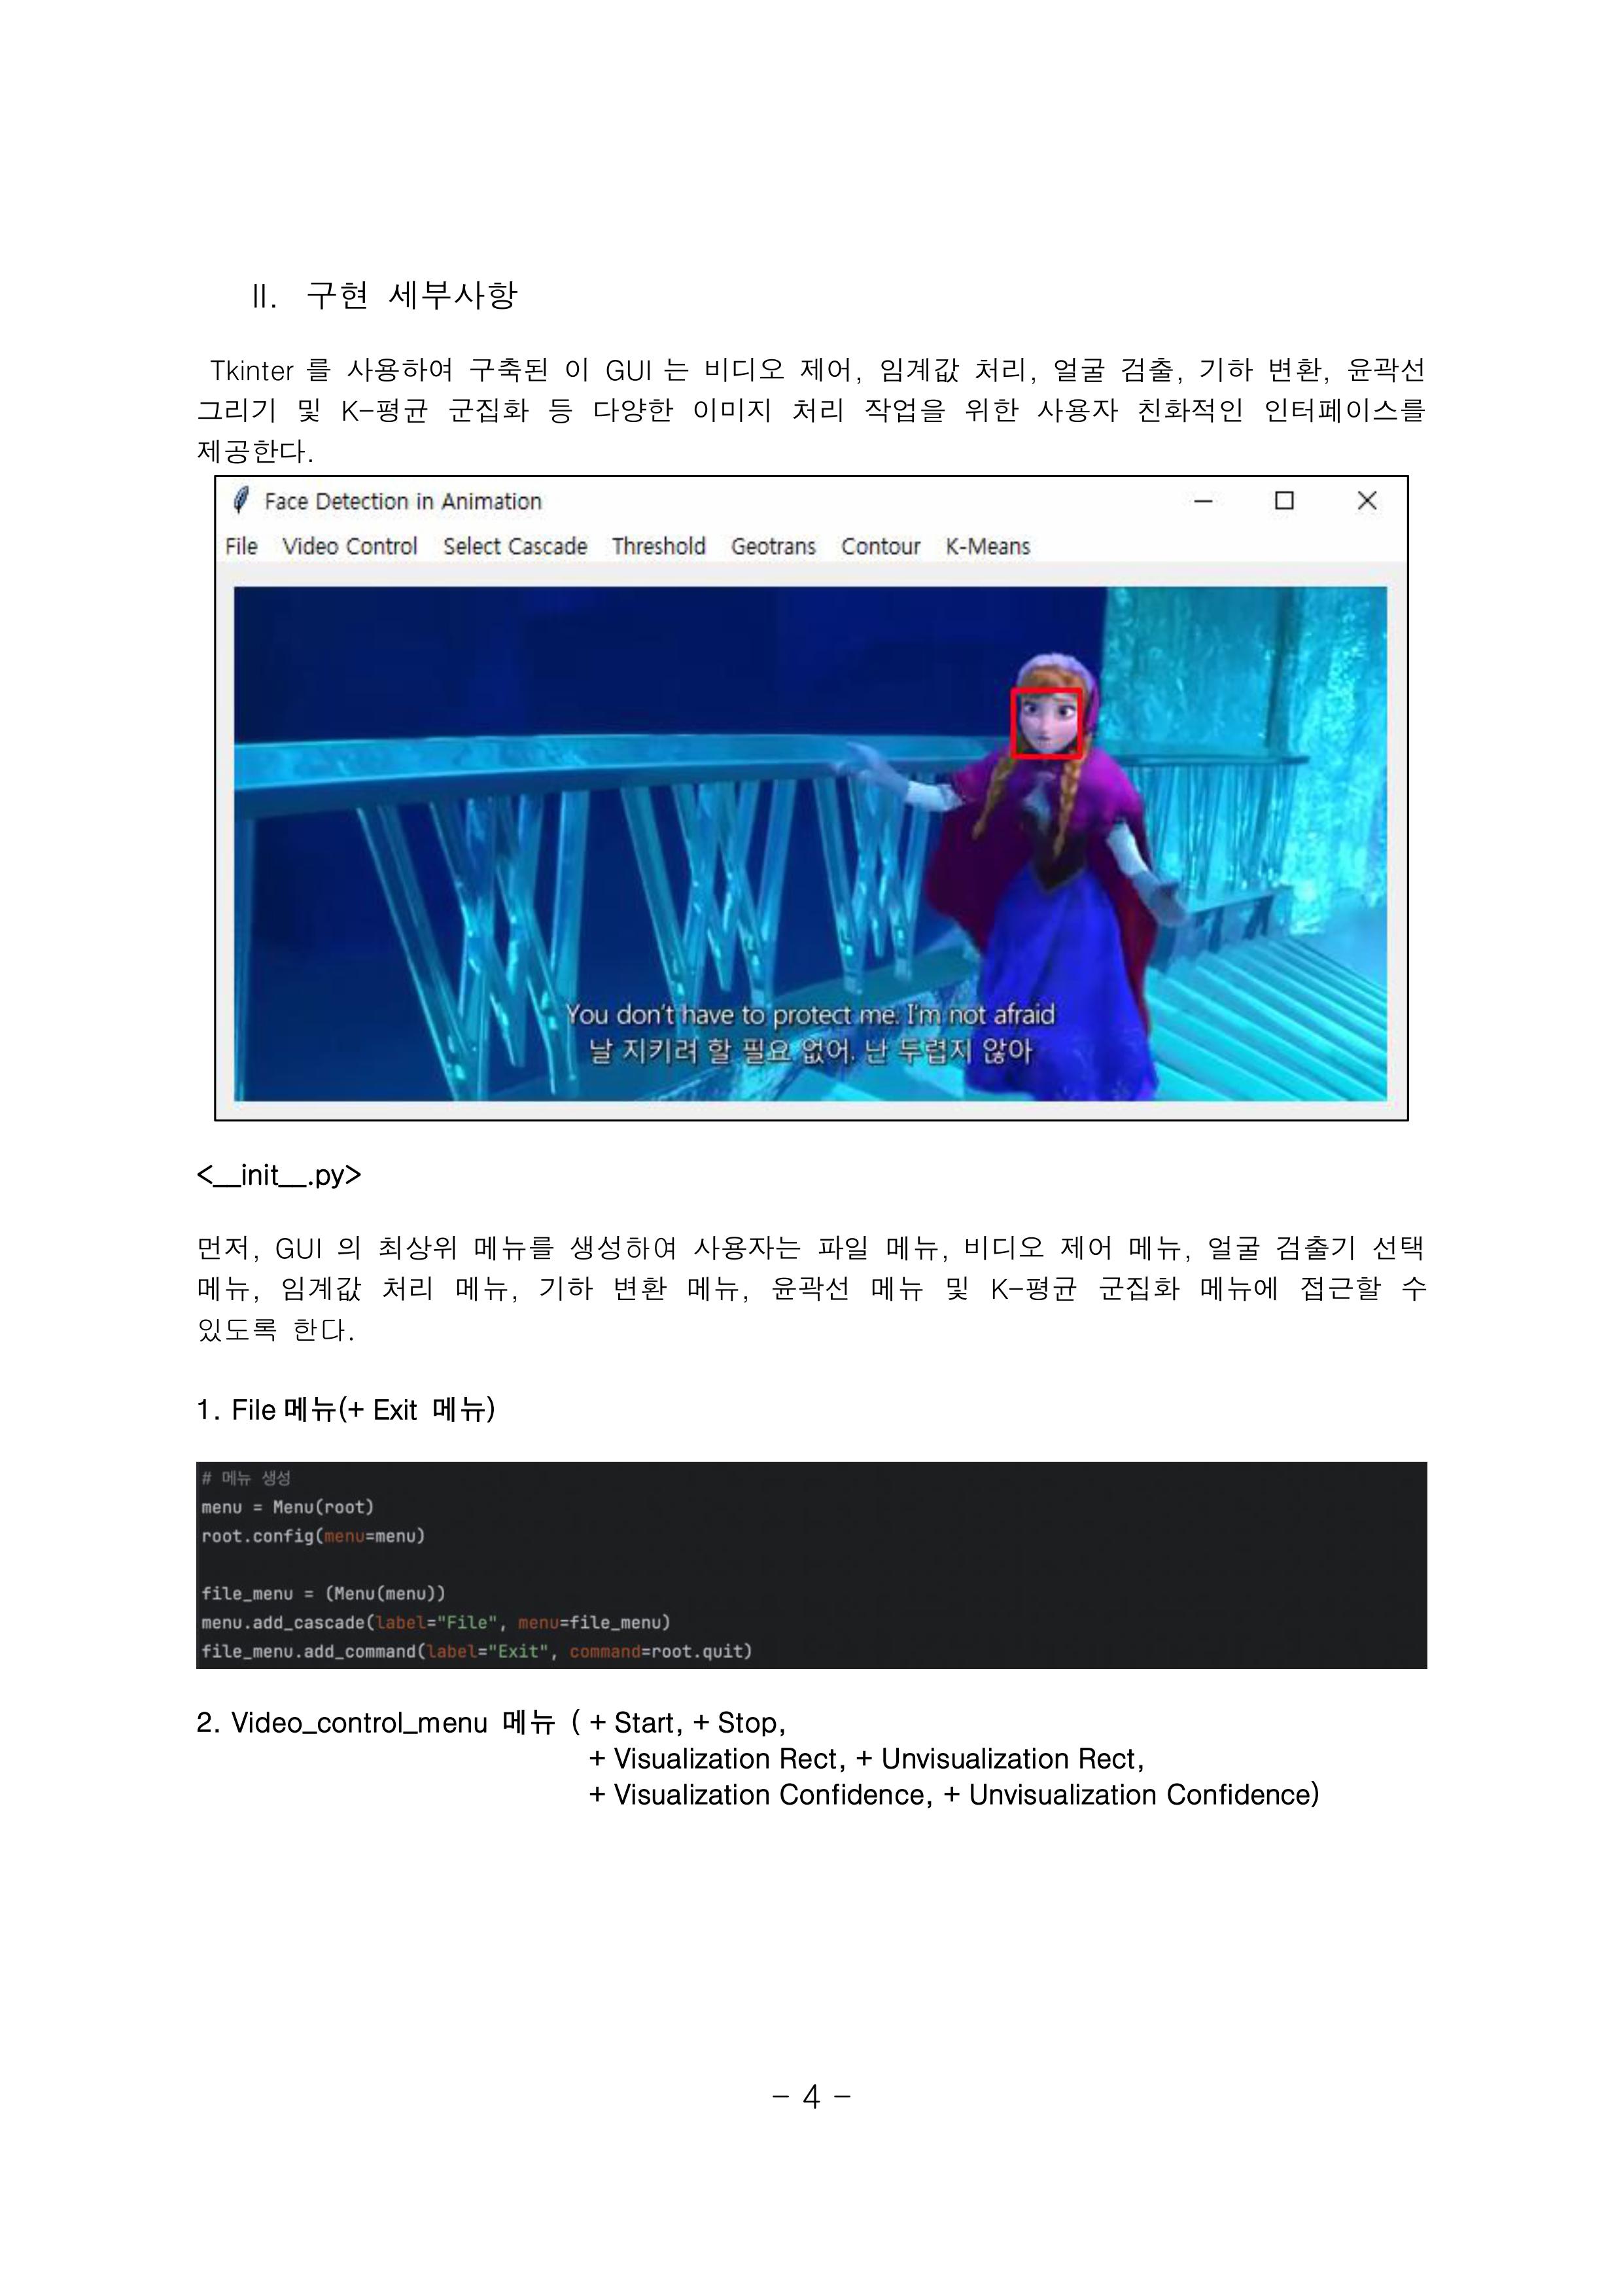 II. 구현 세부사항
Tkinter 를 사용하여 구축된 이 GUI 는 비디오 제어, 임계값 처리, 얼굴 검출, 기하 변환, 윤곽선
그리기 및 K-평균 군집화 등 다양한 이미지 처리 작업을 위한 사용자 친화적인 인터페이스를
제공한다.
Face Detection in Animation
File Video Control Select Cascade Threshold Geotrans Contour K-Means
You don't have to protect me. I'm not afraid
날 지키려 할 필요 없어. 난 두렵지 않아
<__init__.py>
먼저, GUI 의 최상위 메뉴를 생성하여 사용자는 파일 메뉴, 비디오 제어 메뉴, 얼굴 검출기 선택
메뉴, 임계값 처리 메뉴, 기하 변환 메뉴, 윤곽선 메뉴 및 K-평균 군집화 메뉴에 접근할 수
있도록 한다.
1. File 메뉴(+ Exit 메뉴)
# 메뉴 생성
menu = Menu(root)
root.config(menu=menu)
file_menu = (Menu(menu))
menu.add_cascade(label="File", menu=file_menu)
file_menu.add_command(label="Exit", command=root.quit)
2. Video_control_menu 메뉴 ( + Start, + Stop,
+ Visualization Rect, + Unvisualization Rect,
+ Visualization Confidence, + Unvisualization Confidence)
- 4 -